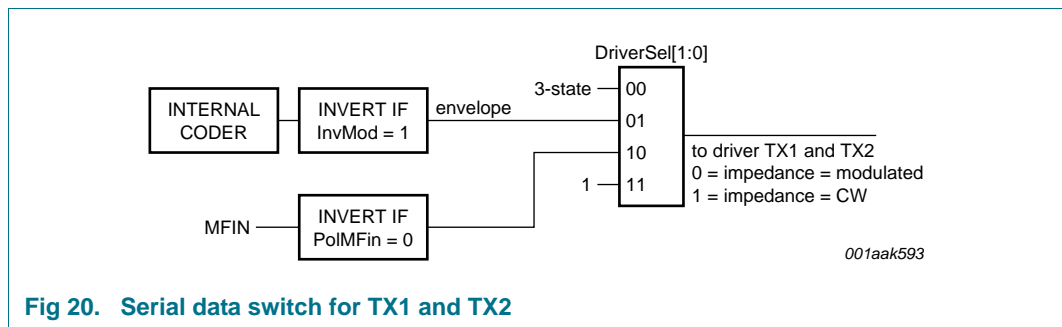 DriverSel[1:0]
3-state
00
INTERNAL
CODER
INVERT IF
InvMod = 1
envelope
01
10
1
11
to driver TX1 and TX2
0 = impedance = modulated
1 = impedance = CW
MFIN
INVERT IF
PolMFin = 0
001aak593
Fig 20. Serial data switch for TX1 and TX2